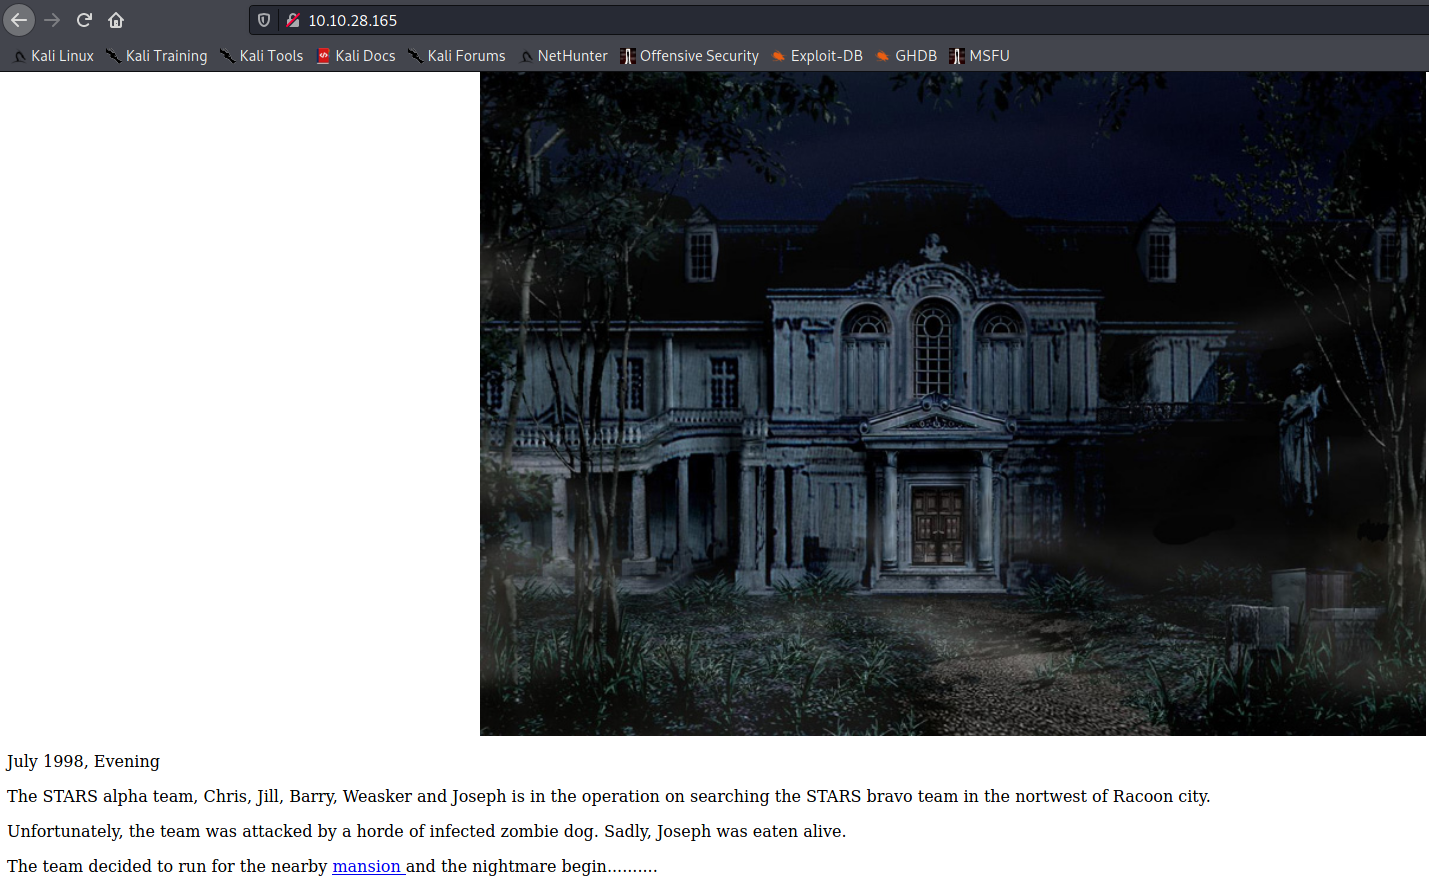 10.10.28.165
Kali Linux Kali Training Kali Tools Kali Docs Kali Forums NetHunter Offensive Security Exploit-DB GHDB MSFU
July 1998, Evening
The STARS alpha team, Chris, Jill, Barry, Weasker and Joseph is in the operation on searching the STARS bravo team in the nortwest of Racoon city.
Unfortunately, the team was attacked by a horde of infected zombie dog. Sadly, Joseph was eaten alive.
The team decided to run for the nearby mansion and the nightmare begin..........